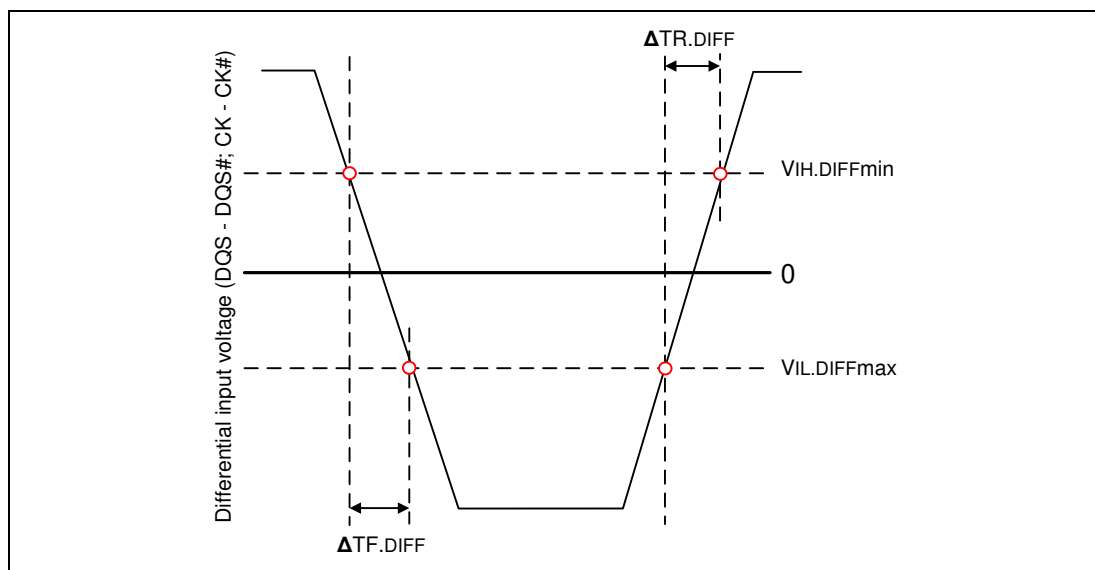 ΔTR.DIFF
Differential input voltage (DQS - DQS#; CK - CK#)
VIH.DIFFmin
0
VIL.DIFFmax
ΔTF.DIFF